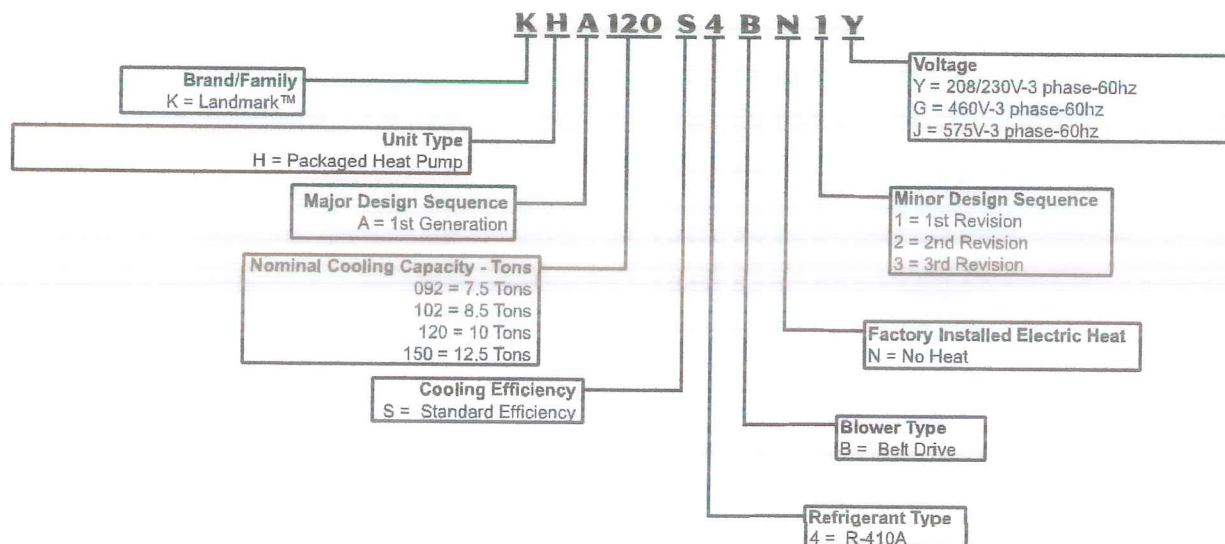 K H A 120 S 4 B N 1 Y
Brand/Family
K = Landmark™
Unit Type
H = Packaged Heat Pump
Major Design Sequence
A = 1st Generation
Nominal Cooling Capacity - Tons
092 = 7.5 Tons
102 = 8.5 Tons
120 = 10 Tons
150 = 12.5 Tons
Cooling Efficiency
S = Standard Efficiency
Voltage
Y = 208/230V-3 phase-60hz
G = 460V-3 phase-60hz
J = 575V-3 phase-60hz
Minor Design Sequence
1 = 1st Revision
2 = 2nd Revision
3 = 3rd Revision
Factory Installed Electric Heat
N = No Heat
Blower Type
B = Belt Drive
Refrigerant Type
4 = R-410A